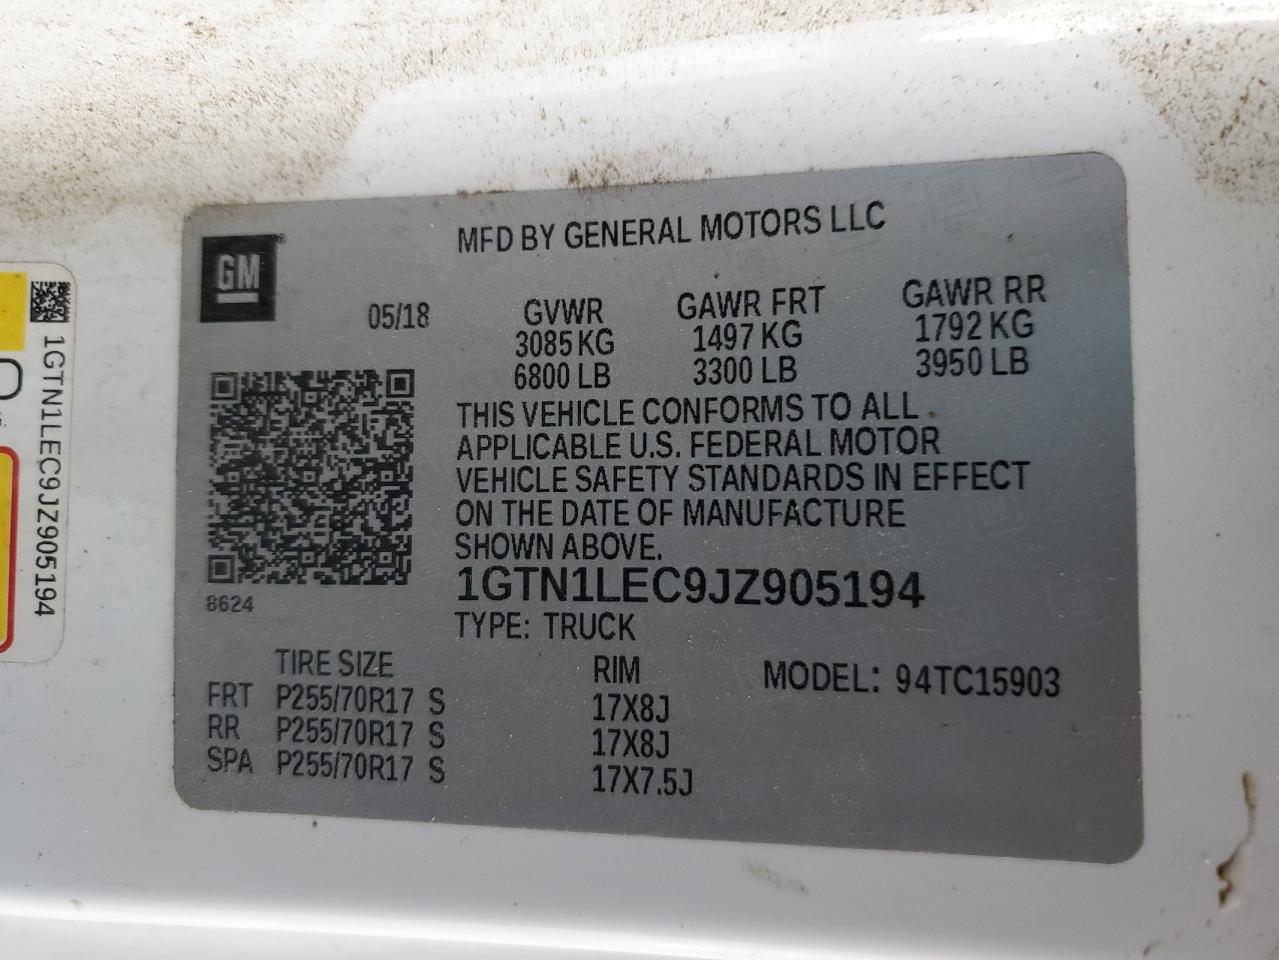 GM
MFD BY GENERAL MOTORS LLC
05/18
GVWR GAWR FRT GAWR RR
3085 KG 1497 KG 1792 KG
6800 LB 3300 LB 3950 LB
THIS VEHICLE CONFORMS TO ALL
APPLICABLE U.S. FEDERAL MOTOR
VEHICLE SAFETY STANDARDS IN EFFECT
ON THE DATE OF MANUFACTURE
SHOWN ABOVE.
8624
1GTN1LEC9JZ905194
TYPE: TRUCK
TIRE SIZE RIM MODEL: 94TC15903
FRT P255/70R17 S 17X8J
RR P255/70R17 S 17X8J
SPA P255/70R17 S 17X7.5J
1GTN1LEC9JZ905194